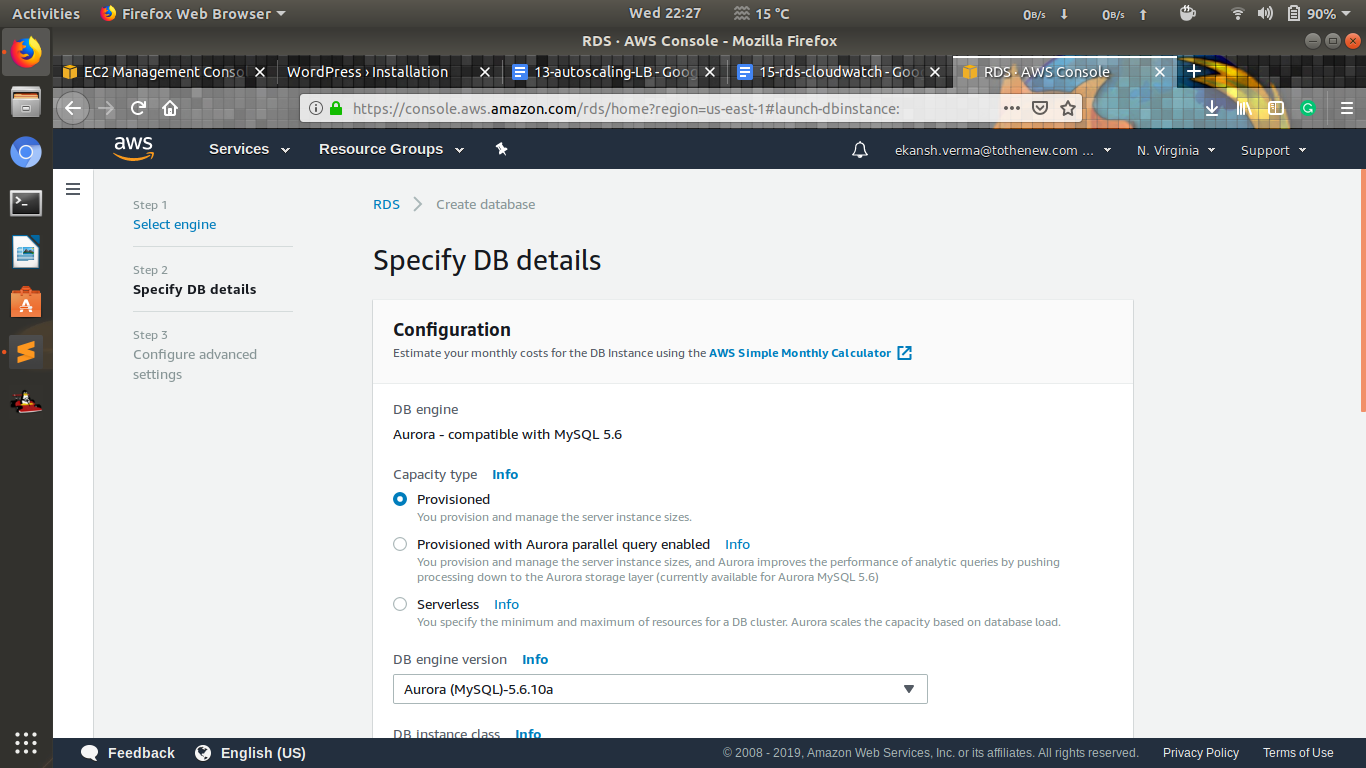 Activities Firefox Web Browser Wed 22:27 15 °C 0B/s 0B/s 90%
RDS · AWS Console - Mozilla Firefox
EC2 Management Conso WordPress › Installation 13-autoscaling-LB - Goog 15-rds-cloudwatch - Goo RDS · AWS Console
https://console.aws.amazon.com/rds/home?region=us-east-1#launch-dbinstance:
aws Services Resource Groups ekansh.verma@tothenew.com ... N. Virginia Support
Step 1
Select engine
Step 2
Specify DB details
Step 3
Configure advanced
settings
RDS Create database
Specify DB details
Configuration
Estimate your monthly costs for the DB Instance using the AWS Simple Monthly Calculator
DB engine
Aurora - compatible with MySQL 5.6
Capacity type Info
Provisioned
You provision and manage the server instance sizes.
Provisioned with Aurora parallel query enabled Info
You provision and manage the server instance sizes, and Aurora improves the performance of analytic queries by pushing
processing down to the Aurora storage layer (currently available for Aurora MySQL 5.6)
Serverless Info
You specify the minimum and maximum of resources for a DB cluster. Aurora scales the capacity based on database load.
DB engine version Info
Aurora (MySQL)-5.6.10a
DB instance class Info
Feedback English (US) © 2008 - 2019, Amazon Web Services, Inc. or its affiliates. All rights reserved. Privacy Policy Terms of Use